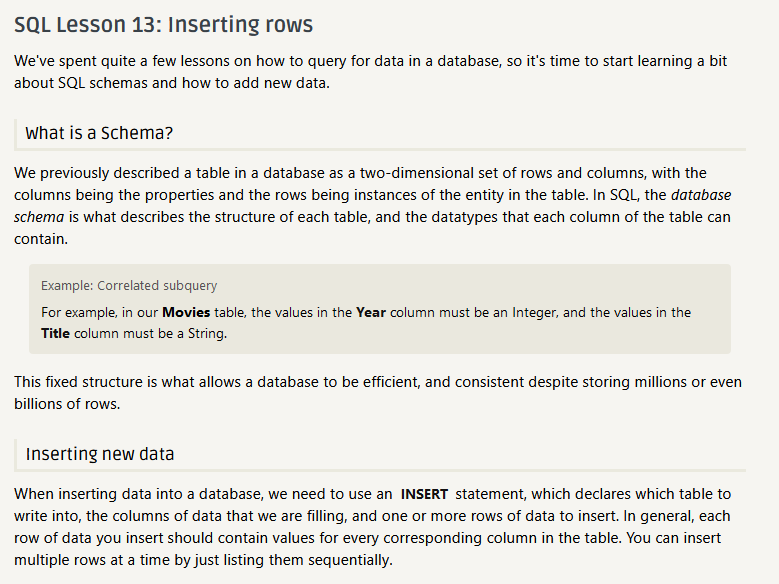 SQL Lesson 13: Inserting rows
We've spent quite a few lessons on how to query for data in a database, so it's time to start learning a bit
about SQL schemas and how to add new data.
What is a Schema?
We previously described a table in a database as a two-dimensional set of rows and columns, with the
columns being the properties and the rows being instances of the entity in the table. In SQL, the database
schema is what describes the structure of each table, and the datatypes that each column of the table can
contain.
Example: Correlated subquery
For example, in our Movies table, the values in the Year column must be an Integer, and the values in the
Title column must be a String.
This fixed structure is what allows a database to be efficient, and consistent despite storing millions or even
billions of rows.
Inserting new data
When inserting data into a database, we need to use an INSERT statement, which declares which table to
write into, the columns of data that we are filling, and one or more rows of data to insert. In general, each
row of data you insert should contain values for every corresponding column in the table. You can insert
multiple rows at a time by just listing them sequentially.